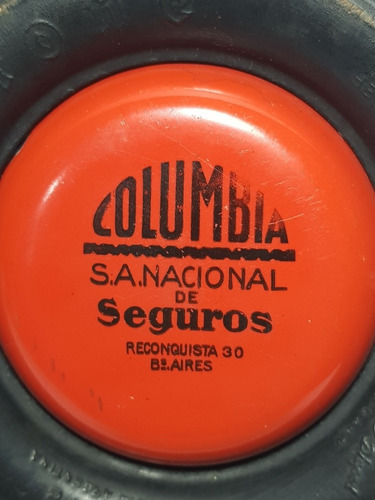 COLUMBIA
S.A.NACIONAL
DE
Seguros
RECONQUISTA 30
Bs. AIRES